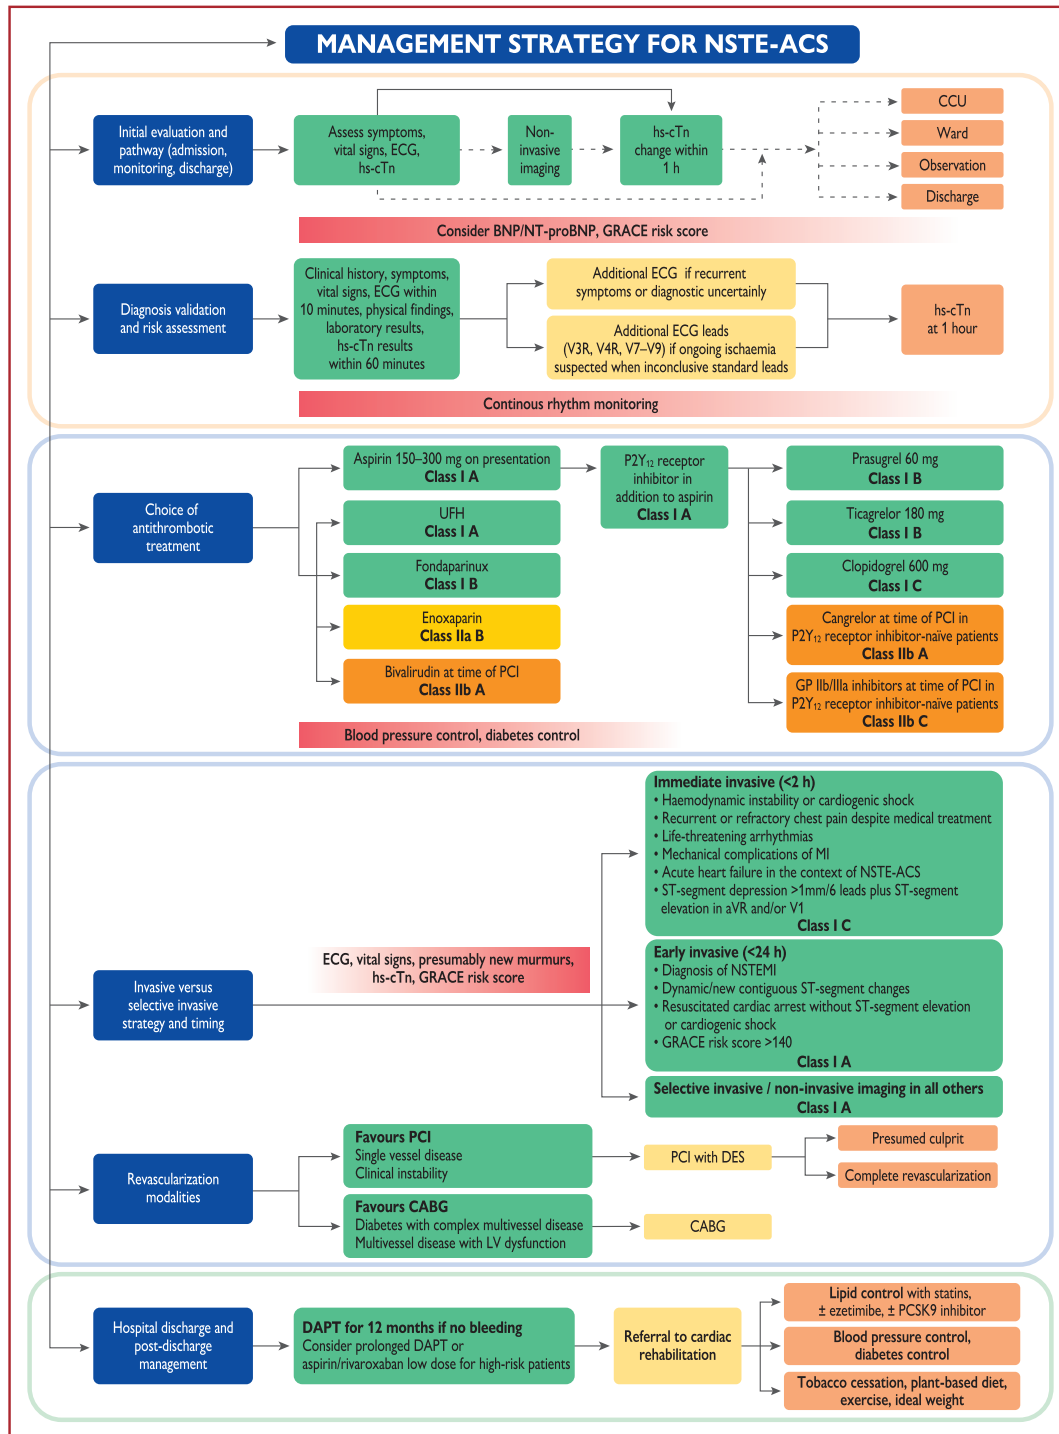 MANAGEMENT STRATEGY FOR NSTE-ACS
Initial evaluation and
pathway (admission,
monitoring, discharge)
Assess symptoms,
vital signs, ECG,
hs-cTn
Non-
invasive
imaging
hs-cTn
change within
1 h
CCU
Ward
Observation
Discharge
Consider BNP/NT-proBNP, GRACE risk score
Diagnosis validation
and risk assessment
Clinical history, symptoms,
vital signs, ECG within
10 minutes, physical findings,
laboratory results,
hs-cTn results
within 60 minutes
Additional ECG if recurrent
symptoms or diagnostic uncertainly
Additional ECG leads
(V3R, V4R, V7–V9) if ongoing ischaemia
suspected when inconclusive standard leads
hs-cTn
at 1 hour
Continous rhythm monitoring
Choice of
antithrombotic
treatment
Aspirin 150–300 mg on presentation
Class I A
UFH
Class I A
Fondaparinux
Class I B
Enoxaparin
Class IIa B
Bivalirudin at time of PCI
Class IIb A
P2Y₁₂ receptor
inhibitor in
addition to aspirin
Class I A
Prasugrel 60 mg
Class I B
Ticagrelor 180 mg
Class I B
Clopidogrel 600 mg
Class I C
Cangrelor at time of PCI in
P2Y₁₂ receptor inhibitor-naïve patients
Class IIb A
GP IIb/IIIa inhibitors at time of PCI in
P2Y₁₂ receptor inhibitor-naïve patients
Class IIb C
Blood pressure control, diabetes control
Invasive versus
selective invasive
strategy and timing
ECG, vital signs, presumably new murmurs,
hs-cTn, GRACE risk score
Immediate invasive (<2 h)
• Haemodynamic instability or cardiogenic shock
• Recurrent or refractory chest pain despite medical treatment
• Life-threatening arrhythmias
• Mechanical complications of MI
• Acute heart failure in the context of NSTE-ACS
• ST-segment depression >1mm/6 leads plus ST-segment
elevation in aVR and/or V1
Class I C
Early invasive (<24 h)
• Diagnosis of NSTEMI
• Dynamic/new contiguous ST-segment changes
• Resuscitated cardiac arrest without ST-segment elevation
or cardiogenic shock
• GRACE risk score >140
Class I A
Selective invasive / non-invasive imaging in all others
Class I A
Revascularization
modalities
Favours PCI
Single vessel disease
Clinical instability
PCI with DES
Presumed culprit
Complete revascularization
Favours CABG
Diabetes with complex multivessel disease
Multivessel disease with LV dysfunction
CABG
Hospital discharge and
post-discharge
management
DAPT for 12 months if no bleeding
Consider prolonged DAPT or
aspirin/rivaroxaban low dose for high-risk patients
Referral to cardiac
rehabilitation
Lipid control with statins,
± ezetimibe, ± PCSK9 inhibitor
Blood pressure control,
diabetes control
Tobacco cessation, plant-based diet,
exercise, ideal weight